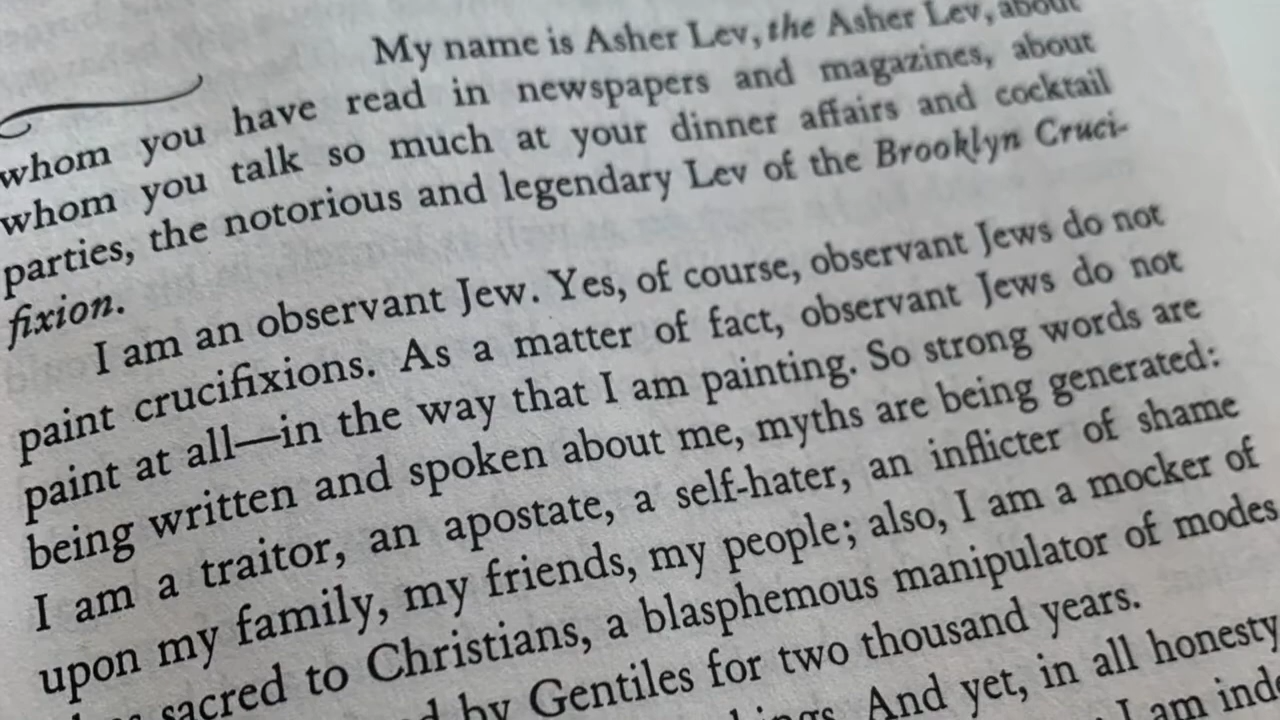 My name is Asher Lev, the Asher Lev, about
whom you have read in newspapers and magazines, about
whom you talk so much at your dinner affairs and cocktail
parties, the notorious and legendary Lev of the Brooklyn Cruci-
fixion.
I am an observant Jew. Yes, of course, observant Jews do not
paint crucifixions. As a matter of fact, observant Jews do not
paint at all—in the way that I am painting. So strong words are
being written and spoken about me, myths are being generated:
I am a traitor, an apostate, a self-hater, an inflicter of shame
upon my family, my friends, my people; also, I am a mocker of
sacred to Christians, a blasphemous manipulator of modes
by Gentiles for two thousand years.
And yet, in all honesty
I am